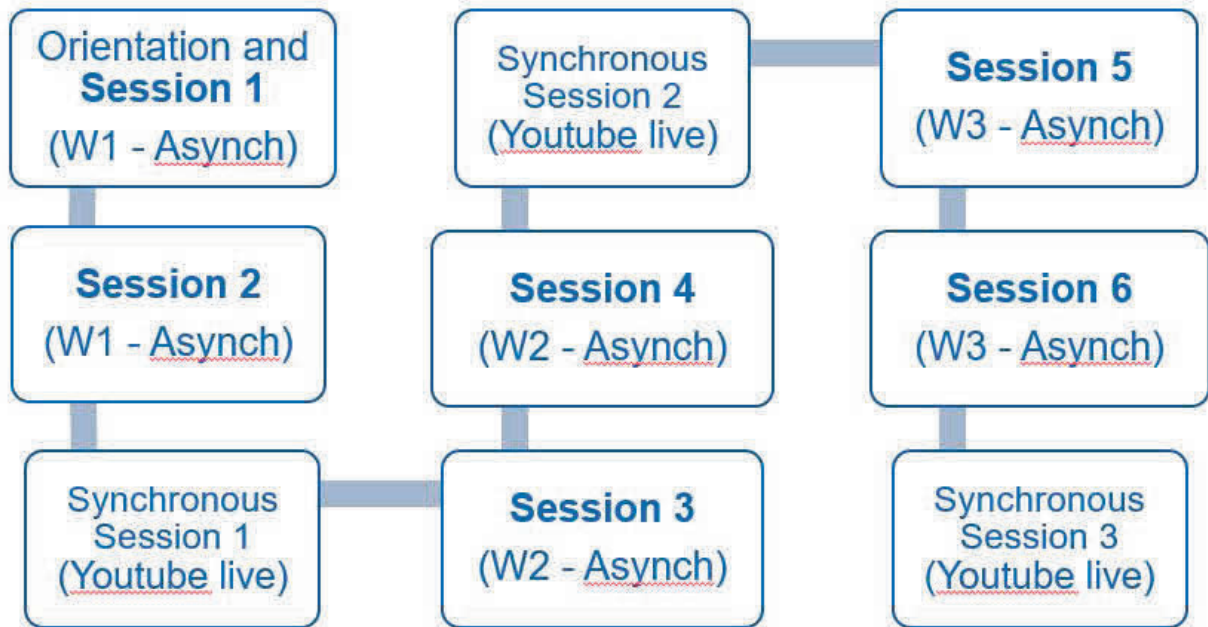 Orientation and
Session 1
(W1 - Asynch)
Session 2
(W1 - Asynch)
Synchronous
Session 1
(Youtube live)
Session 3
(W2 - Asynch)
Session 4
(W2 - Asynch)
Synchronous
Session 2
(Youtube live)
Session 5
(W3 - Asynch)
Session 6
(W3 - Asynch)
Synchronous
Session 3
(Youtube live)